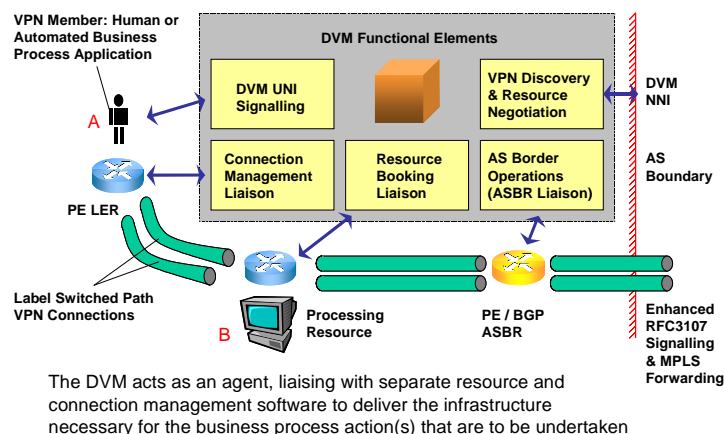 VPN Member: Human or
Automated Business
Process Application
DVM Functional Elements
DVM UNI
Signalling
VPN Discovery
& Resource
Negotiation
DVM
NNI
A
Connection
Management
Liaison
Resource
Booking
Liaison
AS Border
Operations
(ASBR Liaison)
AS
Boundary
PE LER
Label Switched Path
VPN Connections
B
Processing
Resource
PE / BGP
ASBR
Enhanced
RFC3107
Signalling
& MPLS
Forwarding
The DVM acts as an agent, liaising with separate resource and
connection management software to deliver the infrastructure
necessary for the business process action(s) that are to be undertaken